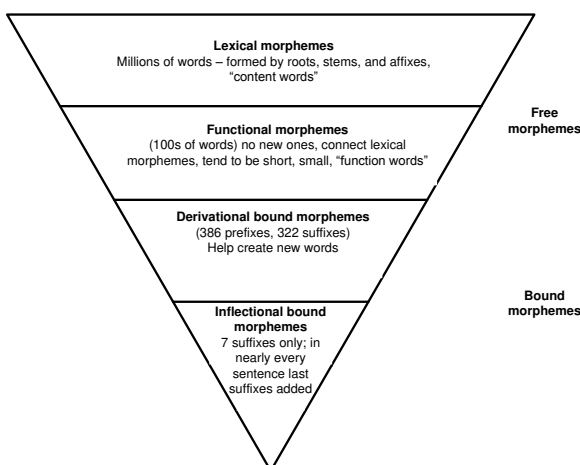 Lexical morphemes
Millions of words – formed by roots, stems, and affixes,
“content words”
Free
morphemes
Functional morphemes
(100s of words) no new ones, connect lexical
morphemes, tend to be short, small, “function words”
Derivational bound morphemes
(386 prefixes, 322 suffixes)
Help create new words
Bound
morphemes
Inflectional bound
morphemes
7 suffixes only; in
nearly every
sentence last
suffixes added